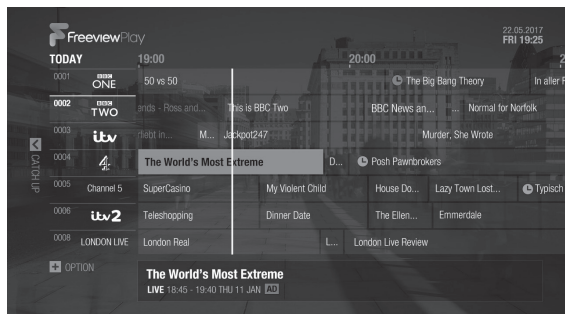 FreeviewPlay
22.05.2017
FRI 19:25
TODAY 19:00 20:00
0001 BBC ONE 50 vs 50 The Big Bang Theory In aller F
0002 BBC TWO ends - Ross and... This is BBC Two BBC News an... ... Normal for Norfolk
0003 itv debt in... M... Jackpot247 Murder, She Wrote
0004 4 The World's Most Extreme D... Posh Pawnbrokers
0005 Channel 5 SuperCasino My Violent Child House Do... Lazy Town Lost... Typisch
0006 itv2 Teleshopping Dinner Date The Ellen... Emmerdale
0008 LONDON LIVE London Real L... London Live Review
CATCH UP
+ OPTION
The World's Most Extreme
LIVE 18:45 - 19:40 THU 11 JAN AD